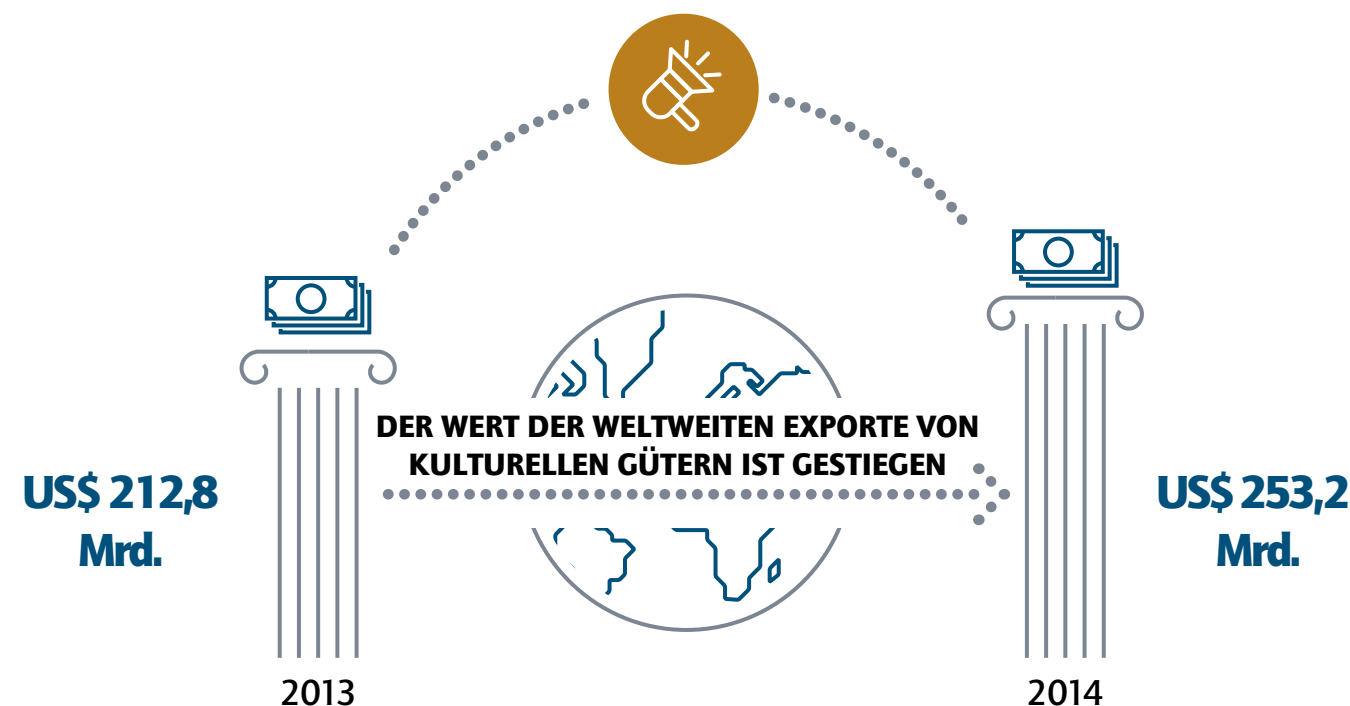 DER WERT DER WELTWEITEN EXPORTE VON
KULTURELLEN GÜTERN IST GESTIEGEN
US$ 212,8
Mrd.
US$ 253,2
Mrd.
2013
2014